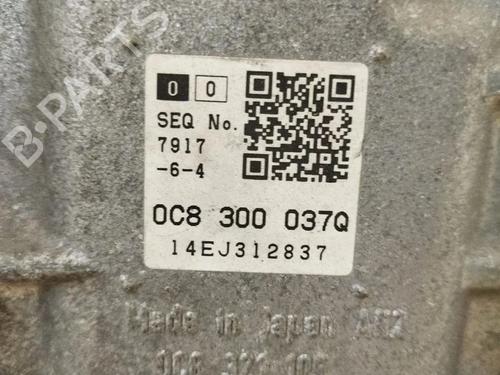 B-PARTS
0 0
SEQ No.
7917
-6-4
0C8 300 037Q
14EJ312837
Made in Japan